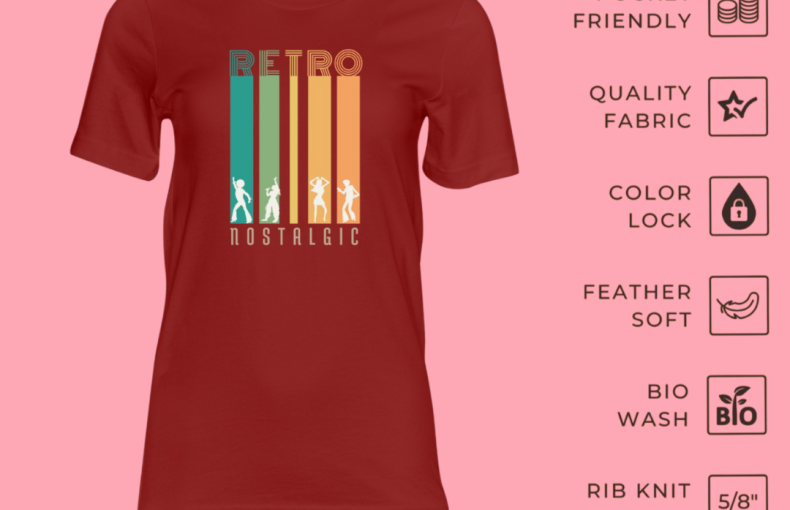 RETRO
NOSTALGIC
FRIENDLY
QUALITY
FABRIC
COLOR
LOCK
FEATHER
SOFT
BIO
WASH
BIO
RIB KNIT
5/8"